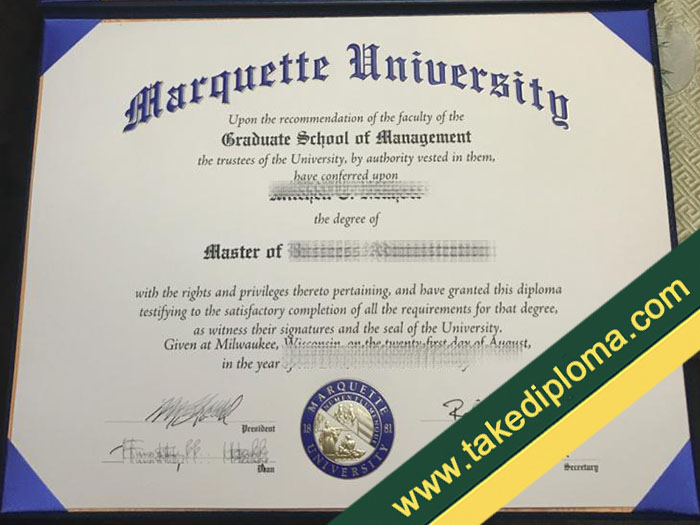 Marquette University
Upon the recommendation of the faculty of the
Graduate School of Management
the trustees of the University, by authority vested in them,
have conferred upon
the degree of
Master of Business Administration
with the rights and privileges thereto pertaining, and have granted this diploma
testifying to the satisfactory completion of all the requirements for that degree,
as witness their signatures and the seal of the University.
Given at Milwaukee, Wisconsin, on the twenty-first day of August,
in the year
President
Dean
Secretary
MARQUETTE
1881
UNIVERSITY
www.takediploma.com